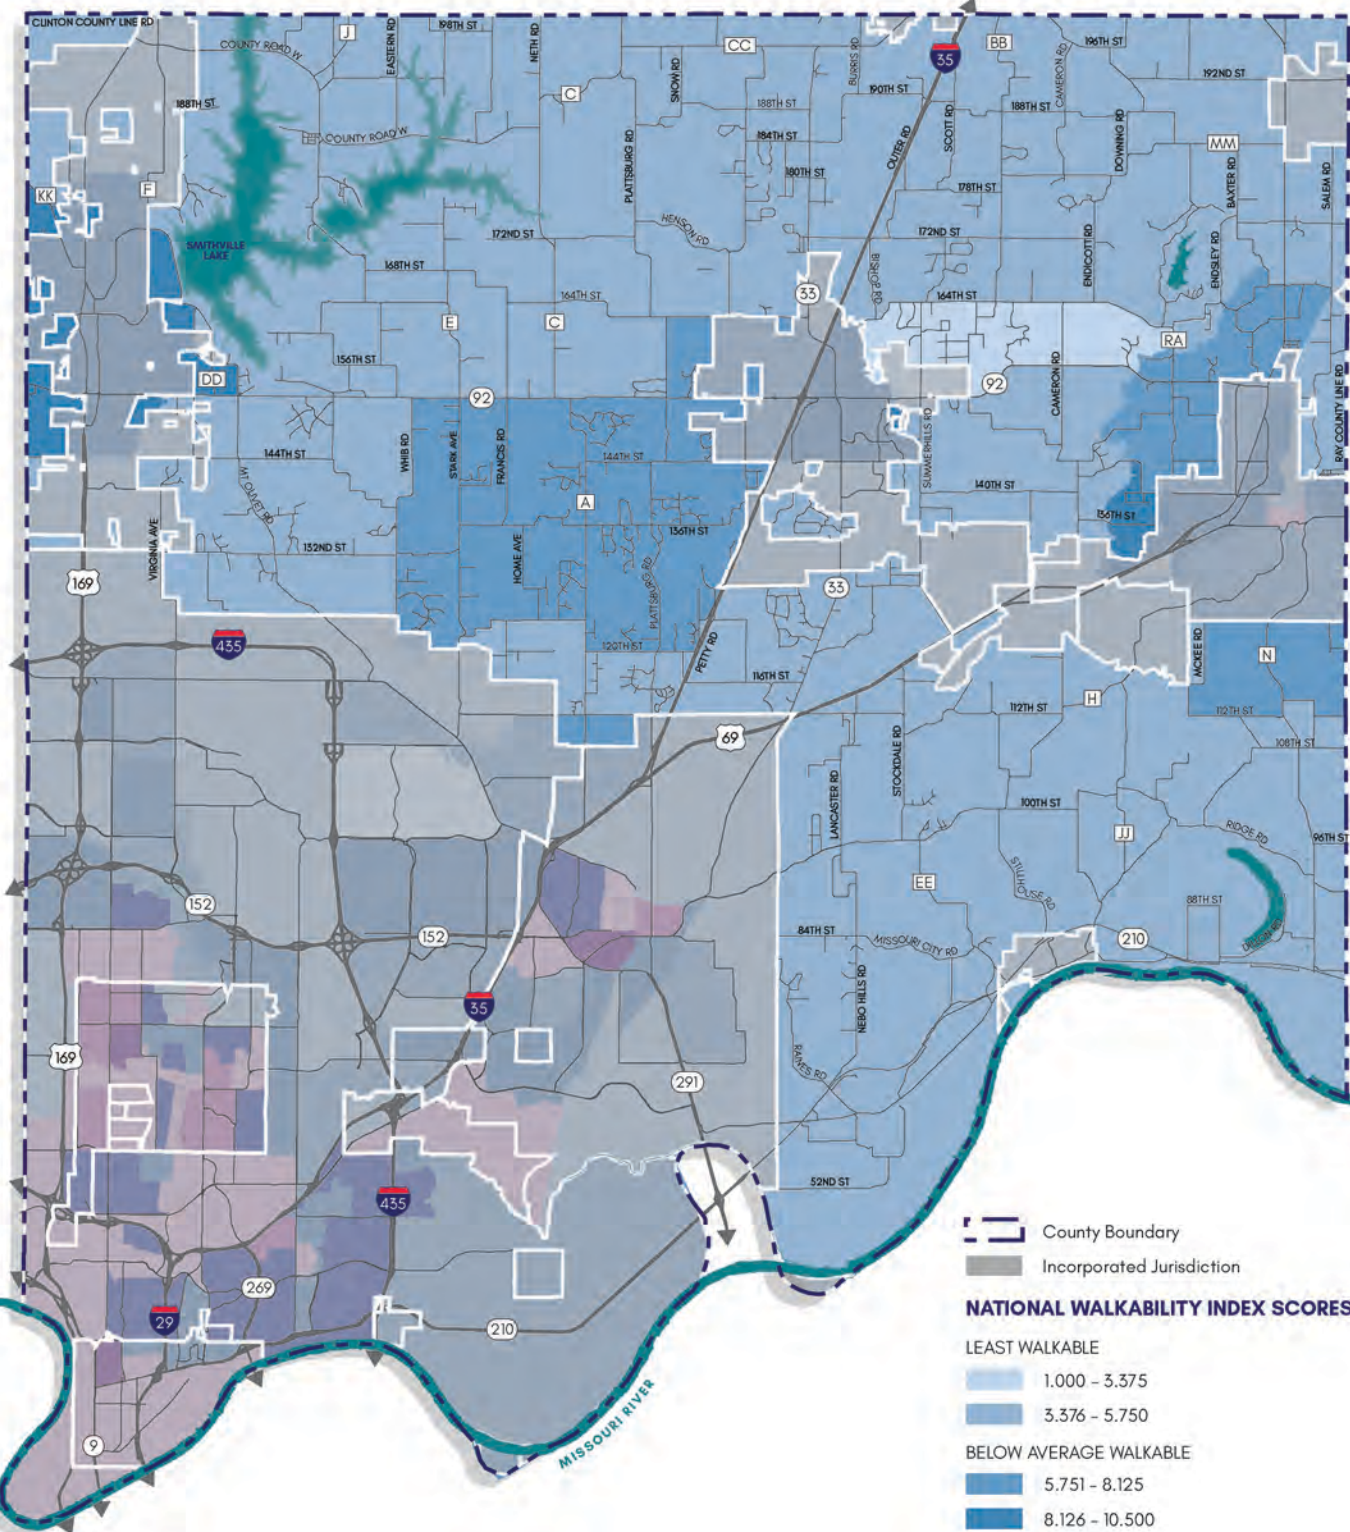 CLINTON COUNTY LINE RD
J
EASTERN RD
198TH ST
NETH RD
CC
BURRIS RD
35
BB
196TH ST
COUNTY ROAD W
SNOW RD
CAMERON RD
192ND ST
C
190TH ST
188TH ST
188TH ST
188TH ST
COUNTY ROAD W
PLATTSBURG RD
184TH ST
OUTER RD
SCOTT RD
DOWNING RD
MM
180TH ST
BAXTER RD
SALEM RD
KK
F
178TH ST
SMITHVILLE
LAKE
172ND ST
HENSON RD
172ND ST
ENDICOTT RD
ENDSLEY RD
168TH ST
BISHOP RD
164TH ST
33
164TH ST
E
C
RA
156TH ST
DD
92
92
CAMERON RD
RAY COUNTY LINE RD
WHIB RD
STARK AVE
FRANCIS RD
SUMMERHILLS RD
144TH ST
144TH ST
MT OLIVET RD
140TH ST
A
136TH ST
136TH ST
VIRGINIA AVE
132ND ST
HOME AVE
PLATTSBURG RD
169
33
435
120TH ST
PETTY RD
MCKEE RD
N
116TH ST
H
112TH ST
112TH ST
69
STOCKDALE RD
108TH ST
LANCASTER RD
100TH ST
JJ
RIDGE RD
96TH ST
EE
STILLHOUSE RD
152
88TH ST
152
84TH ST
MISSOURI CITY RD
210
UNION RD
35
NEBO HILLS RD
169
RAINES RD
291
435
52ND ST
County Boundary
Incorporated Jurisdiction
269
NATIONAL WALKABILITY INDEX SCORES
29
210
LEAST WALKABLE
1.000 - 3.375
3.376 - 5.750
MISSOURI RIVER
9
BELOW AVERAGE WALKABLE
5.751 - 8.125
8.126 - 10.500